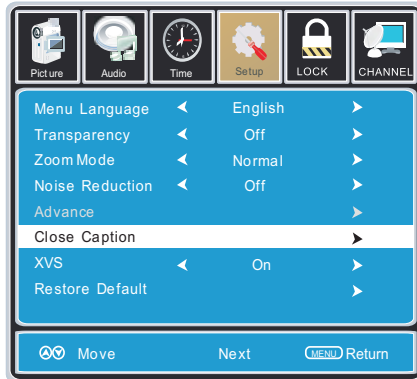 Picture Audio Time Setup LOCK CHANNEL
Menu Language English
Transparency Off
Zoom Mode Normal
Noise Reduction Off
Advance
Close Caption
XVS On
Restore Default
Move Next MENU Return